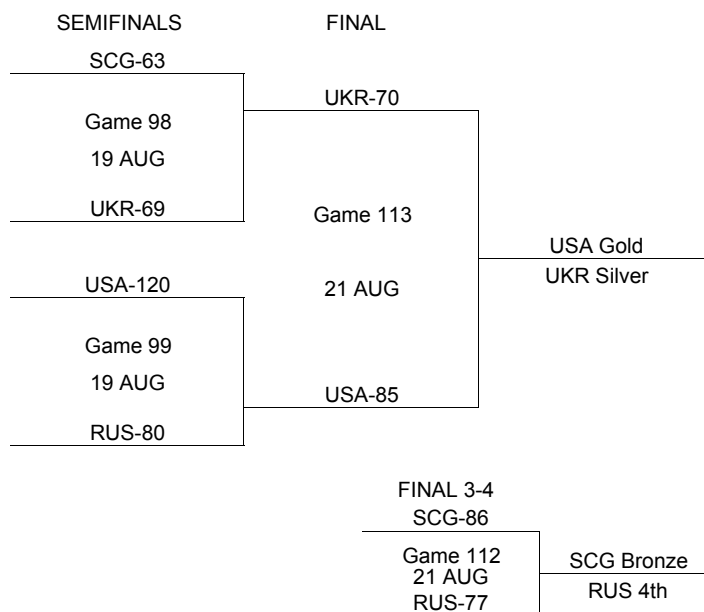 SEMIFINALS FINAL
SCG-63
UKR-70
Game 98
19 AUG
UKR-69
Game 113
USA Gold
UKR Silver
USA-120
21 AUG
Game 99
19 AUG
USA-85
RUS-80
FINAL 3-4
SCG-86
Game 112
21 AUG
RUS-77
SCG Bronze
RUS 4th